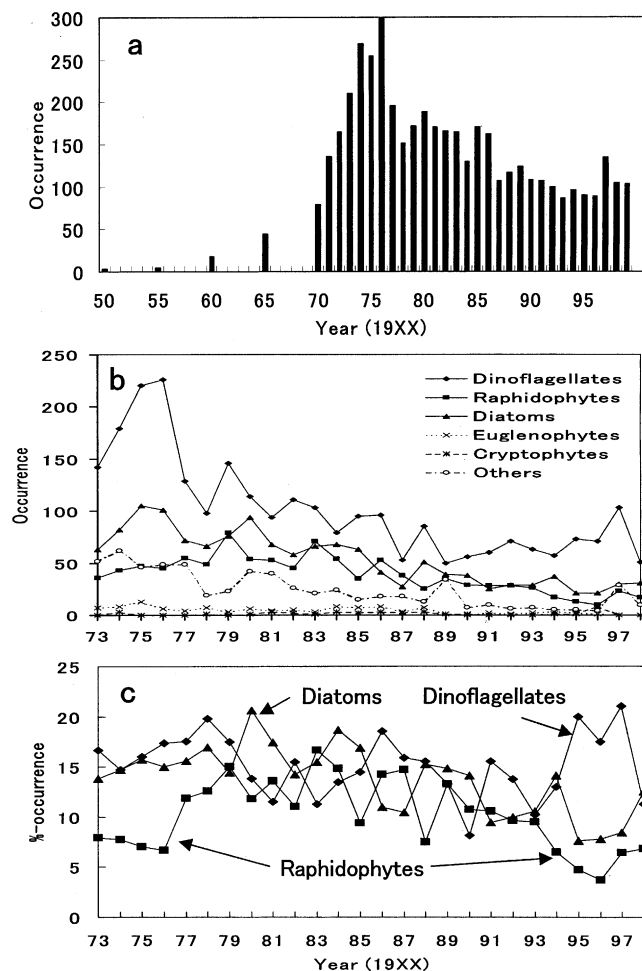 a
Occurrence
300
250
200
150
100
50
0
50 55 60 65 70 75 80 85 90 95
Year (19XX)
b
Occurrence
250
200
150
100
50
0
Dinoflagellates
Raphidophytes
Diatoms
Euglenophytes
Cryptophytes
Others
73 75 77 79 81 83 85 87 89 91 93 95 97
c
%-occurrence
25
20
15
10
5
0
Diatoms
Dinoflagellates
Raphidophytes
73 75 77 79 81 83 85 87 89 91 93 95 97
Year (19XX)